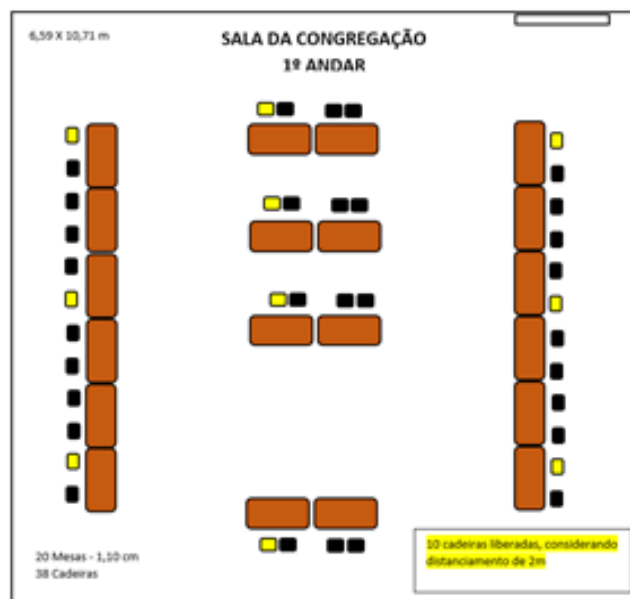 6,59 X 10,71 m
SALA DA CONGREGAÇÃO
1º ANDAR
20 Mesas - 1,10 cm
38 Cadeiras
10 cadeiras liberadas, considerando
distanciamento de 2m